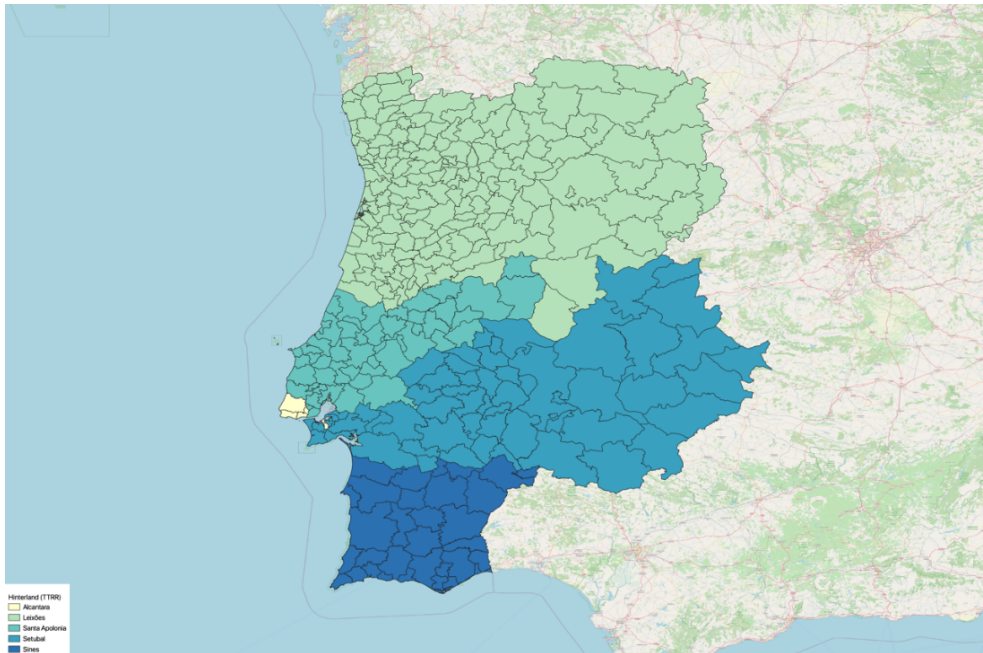 Hinterland (TTRR)
Alcantara
Leixões
Santa Apolonia
Setubal
Sines